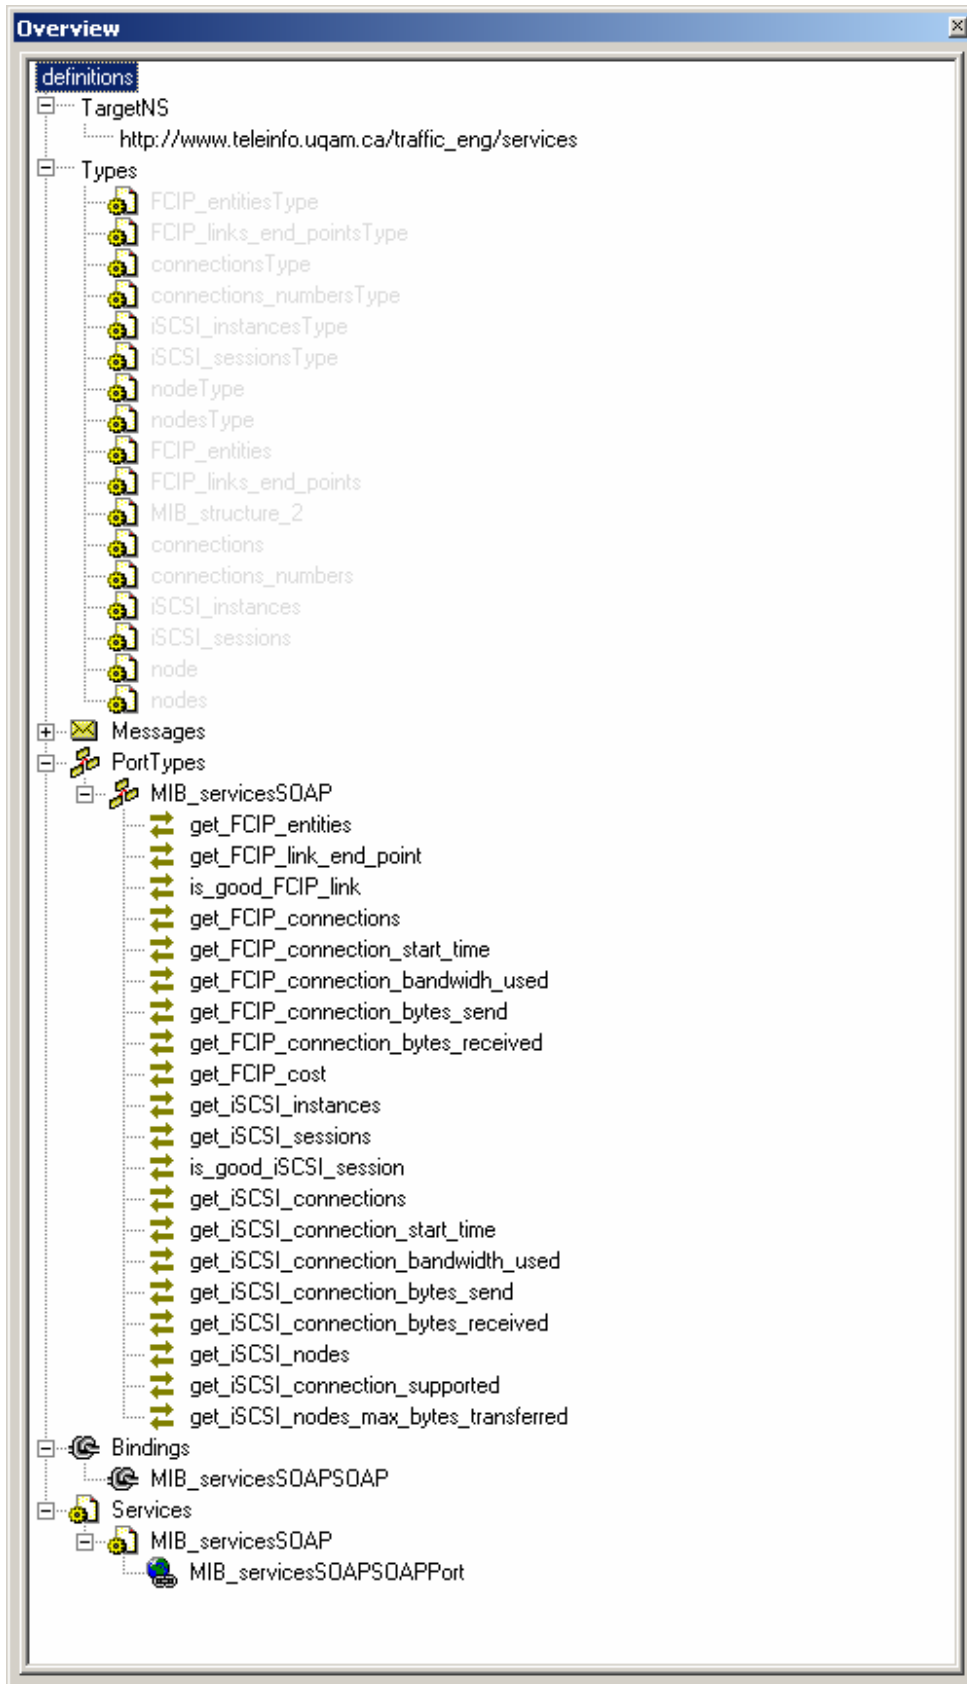 Overview
definitions
TargetNS
http://www.teleinfo.uqam.ca/traffic_eng/services
Types
FCIP_entitiesType
FCIP_links_end_pointsType
connectionsType
connections_numbersType
iSCSI_instancesType
iSCSI_sessionsType
nodeType
nodesType
FCIP_entities
FCIP_links_end_points
MIB_structure_2
connections
connections_numbers
iSCSI_instances
iSCSI_sessions
node
nodes
Messages
PortTypes
MIB_servicesSOAP
get_FCIP_entities
get_FCIP_link_end_point
is_good_FCIP_link
get_FCIP_connections
get_FCIP_connection_start_time
get_FCIP_connection_bandwidh_used
get_FCIP_connection_bytes_send
get_FCIP_connection_bytes_received
get_FCIP_cost
get_iSCSI_instances
get_iSCSI_sessions
is_good_iSCSI_session
get_iSCSI_connections
get_iSCSI_connection_start_time
get_iSCSI_connection_bandwidth_used
get_iSCSI_connection_bytes_send
get_iSCSI_connection_bytes_received
get_iSCSI_nodes
get_iSCSI_connection_supported
get_iSCSI_nodes_max_bytes_transferred
Bindings
MIB_servicesSOAPSOAP
Services
MIB_servicesSOAP
MIB_servicesSOAPSOAPPort